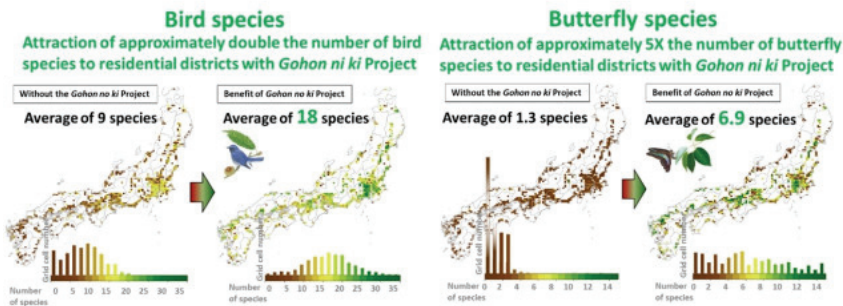 Bird species
Attraction of approximately double the number of bird
species to residential districts with Gohon ni ki Project
Without the Gohon no ki Project
Average of 9 species
Benefit of Gohon no ki Project
Average of 18 species
Grid cell number
0 5 10 15 20 25 30 35
Number
of species
Grid cell number
0 5 10 15 20 25 30 35
Number
of species
Butterfly species
Attraction of approximately 5X the number of butterfly
species to residential districts with Gohon ni ki Project
Without the Gohon no ki Project
Average of 1.3 species
Benefit of Gohon no ki Project
Average of 6.9 species
Grid cell number
0 2 4 6 8 10 12 14
Number
of species
Grid cell number
0 2 4 6 8 10 12 14
Number
of species